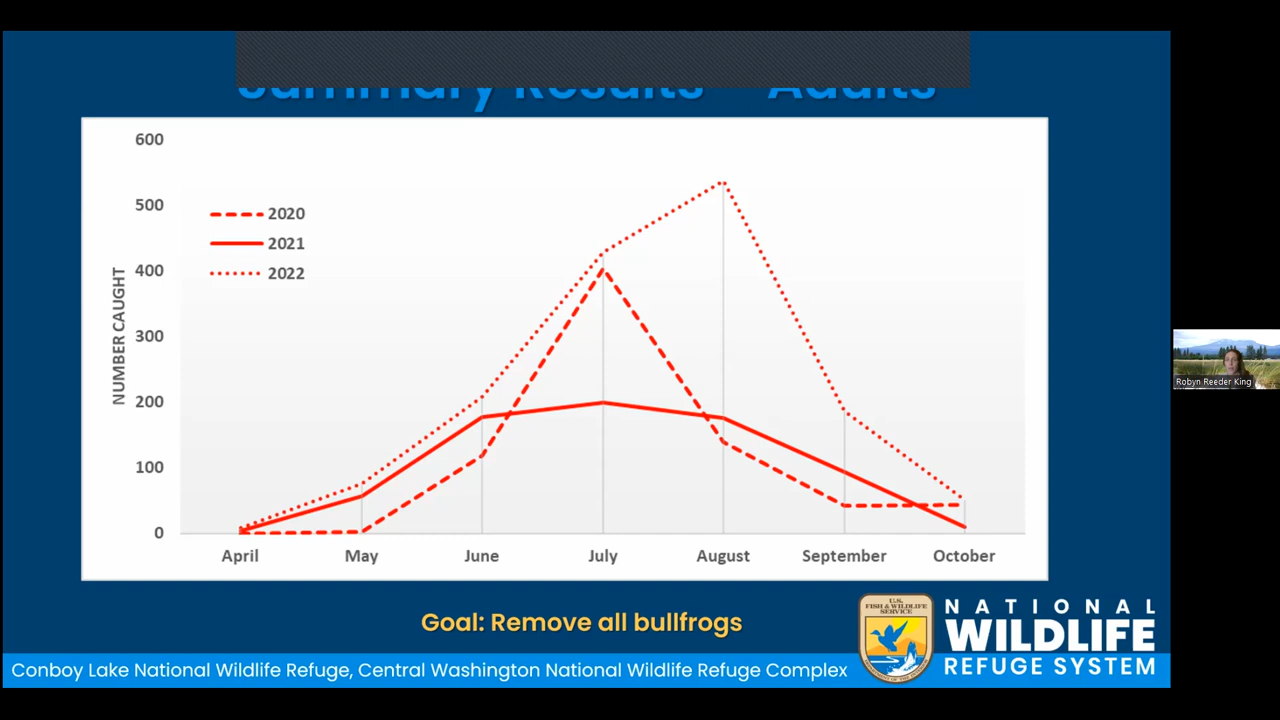 Summary Results Adults
600
500
400
300
200
100
0
NUMBER CAUGHT
2020
2021
2022
April May June July August September October
Goal: Remove all bullfrogs
Conboy Lake National Wildlife Refuge, Central Washington National Wildlife Refuge Complex
U.S.
FISH & WILDLIFE
SERVICE
NATIONAL
WILDLIFE
REFUGE SYSTEM
Robyn Reeder King